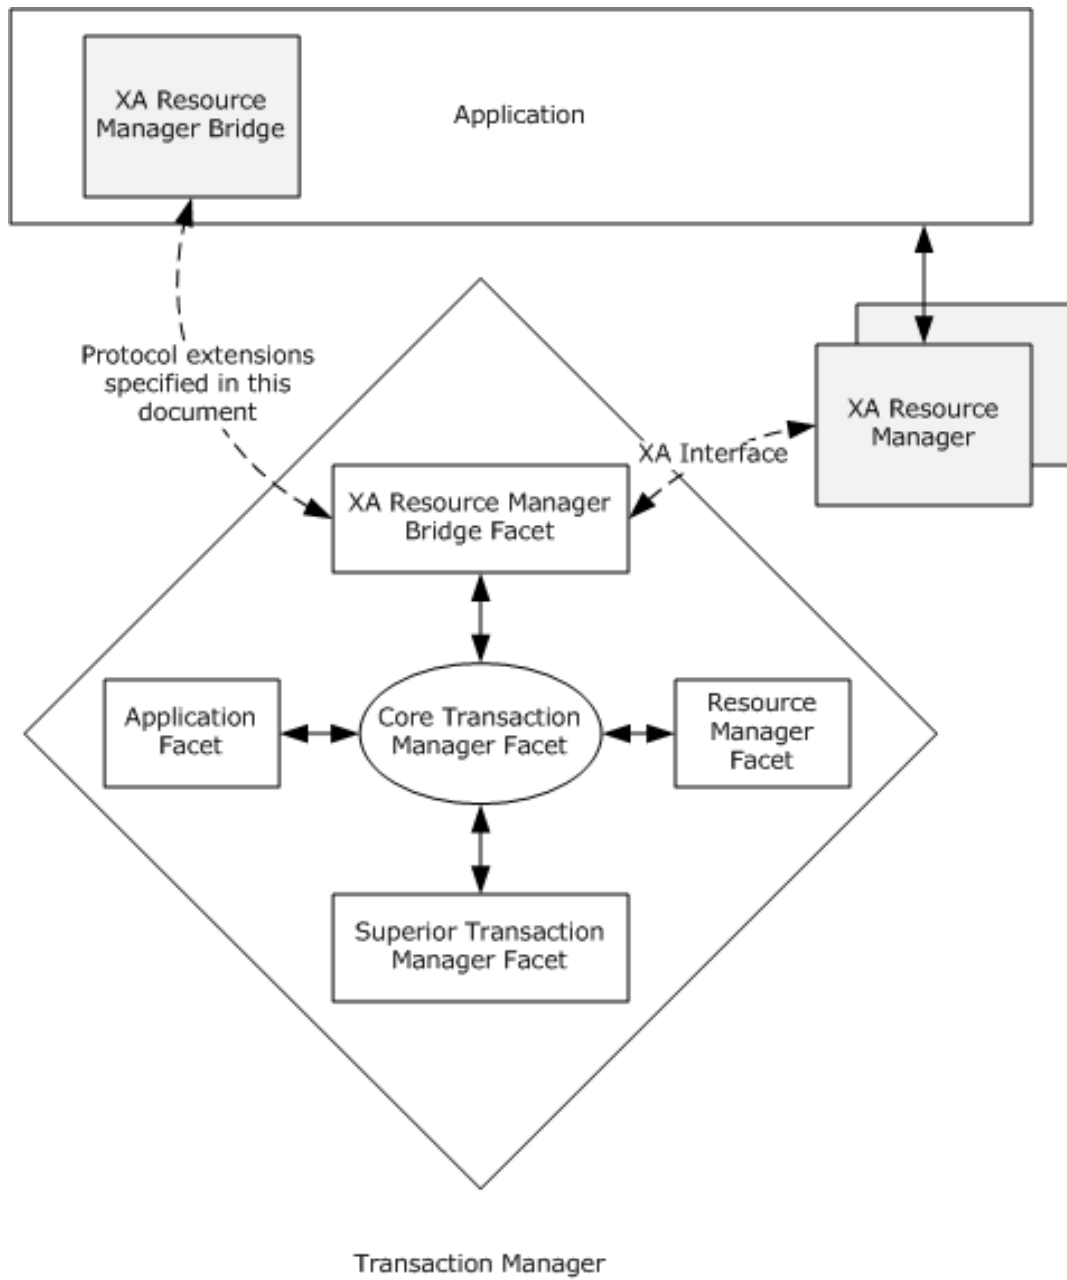 XA Resource
Manager Bridge
Application
Protocol extensions
specified in this
document
XA Resource
Manager
XA Interface
XA Resource Manager
Bridge Facet
Application
Facet
Core Transaction
Manager Facet
Resource
Manager
Facet
Superior Transaction
Manager Facet
Transaction Manager